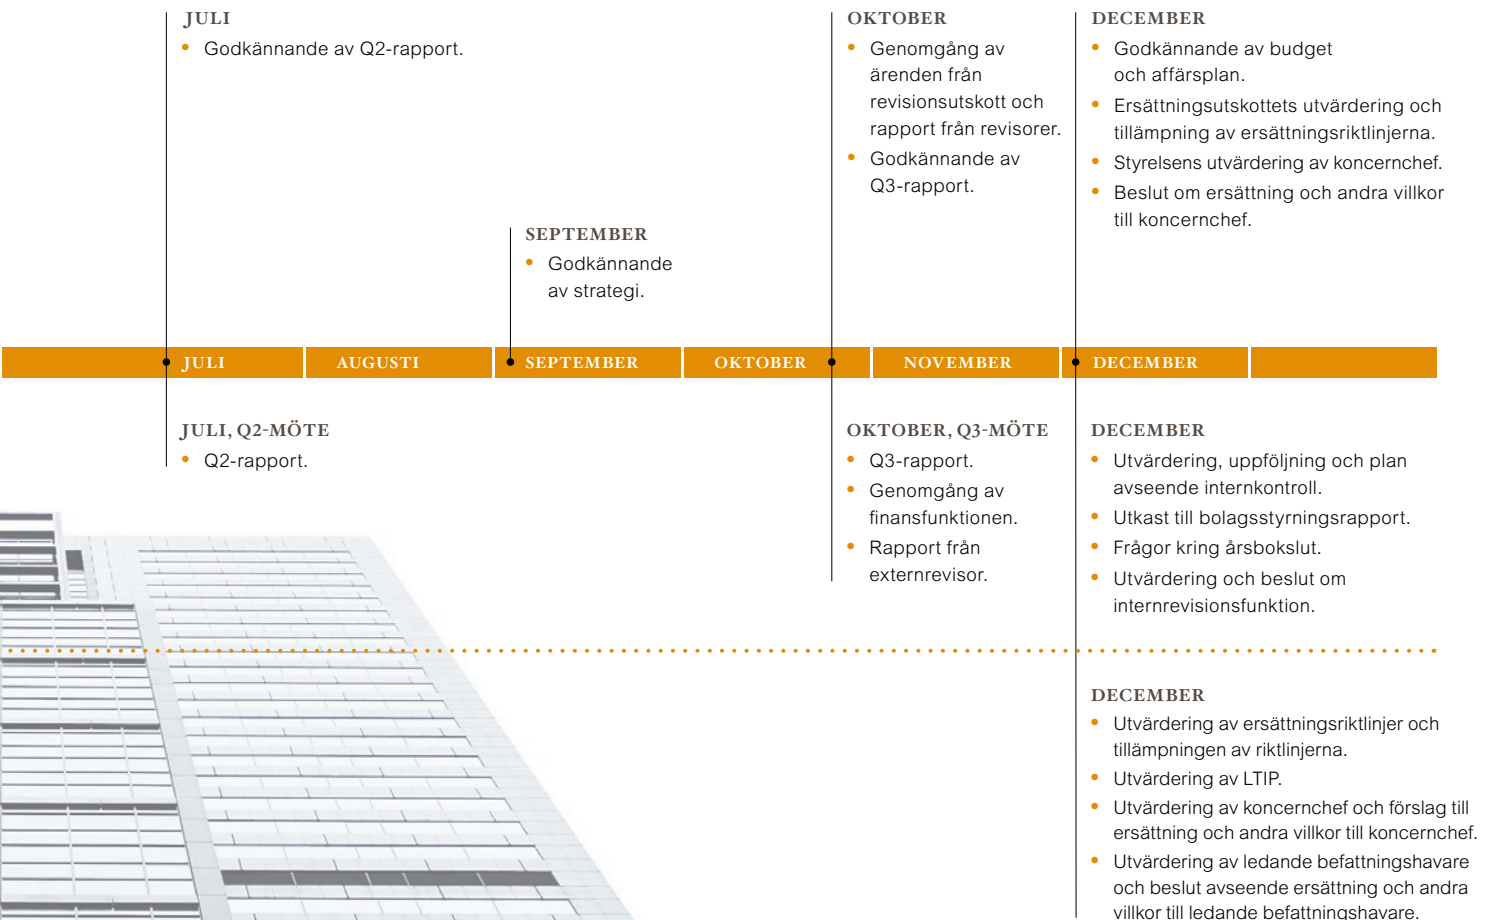 JULI
• Godkännande av Q2-rapport.
SEPTEMBER
• Godkännande
av strategi.
OKTOBER
• Genomgång av
ärenden från
revisionsutskott och
rapport från revisorer.
• Godkännande av
Q3-rapport.
DECEMBER
• Godkännande av budget
och affärsplan.
• Ersättningsutskottets utvärdering och
tillämpning av ersättningsriktlinjerna.
• Styrelsens utvärdering av koncernchef.
• Beslut om ersättning och andra villkor
till koncernchef.
JULI AUGUSTI SEPTEMBER OKTOBER NOVEMBER DECEMBER
JULI, Q2-MÖTE
• Q2-rapport.
OKTOBER, Q3-MÖTE
• Q3-rapport.
• Genomgång av
finansfunktionen.
• Rapport från
externrevisor.
DECEMBER
• Utvärdering, uppföljning och plan
avseende internkontroll.
• Utkast till bolagsstyrningsrapport.
• Frågor kring årsbokslut.
• Utvärdering och beslut om
internrevisionsfunktion.
DECEMBER
• Utvärdering av ersättningsriktlinjer och
tillämpningen av riktlinjerna.
• Utvärdering av LTIP.
• Utvärdering av koncernchef och förslag till
ersättning och andra villkor till koncernchef.
• Utvärdering av ledande befattningshavare
och beslut avseende ersättning och andra
villkor till ledande befattningshavare.